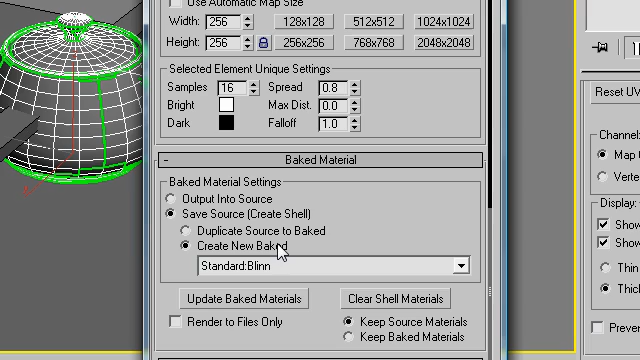 Use Automatic Map Size
Width: 256 128x128 512x512 1024x1024
Height: 256 256x256 768x768 2048x2048
Selected Element Unique Settings
Samples 16 Spread 0.8
Bright Max Dist. 0.0
Dark Falloff 1.0
- Baked Material
Baked Material Settings
Output Into Source
Save Source (Create Shell)
Duplicate Source to Baked
Create New Baked
Standard:Blinn
Update Baked Materials Clear Shell Materials
Render to Files Only Keep Source Materials
Keep Baked Materials
Reset UV
Channel:
Map
Display:
Show
Show
Thin
Thick